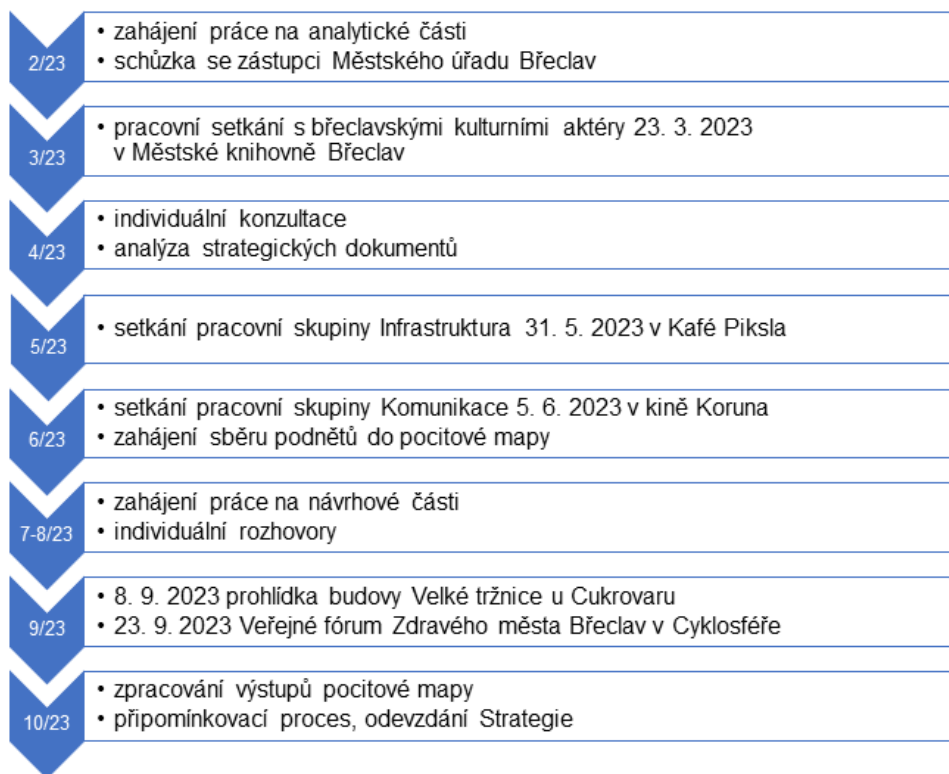 2/23
• zahájení práce na analytické části
• schůzka se zástupci Městského úřadu Břeclav
3/23
• pracovní setkání s břeclavskými kulturními aktéry 23. 3. 2023
v Městské knihovně Břeclav
4/23
• individuální konzultace
• analýza strategických dokumentů
5/23
• setkání pracovní skupiny Infrastruktura 31. 5. 2023 v Kafé Piksla
6/23
• setkání pracovní skupiny Komunikace 5. 6. 2023 v kině Koruna
• zahájení sběru podnětů do pocitové mapy
7-8/23
• zahájení práce na návrhové části
• individuální rozhovory
9/23
• 8. 9. 2023 prohlídka budovy Velké tržnice u Cukrovaru
• 23. 9. 2023 Veřejné fórum Zdravého města Břeclav v Cyklosféře
10/23
• zpracování výstupů pocitové mapy
• připomínkovací proces, odevzdání Strategie